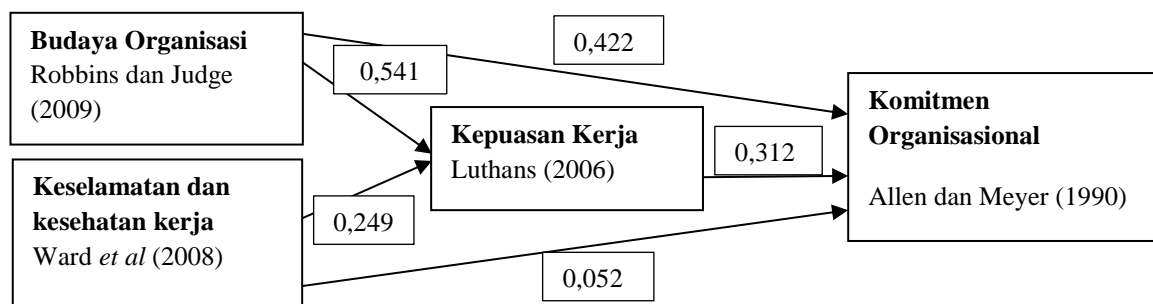 Budaya Organisasi
Robbins dan Judge
(2009)
0,541
0,422
Kepuasan Kerja
Luthans (2006)
0,312
Komitmen
Organisasional
Allen dan Meyer (1990)
Keselamatan dan
kesehatan kerja
Ward et al (2008)
0,249
0,052